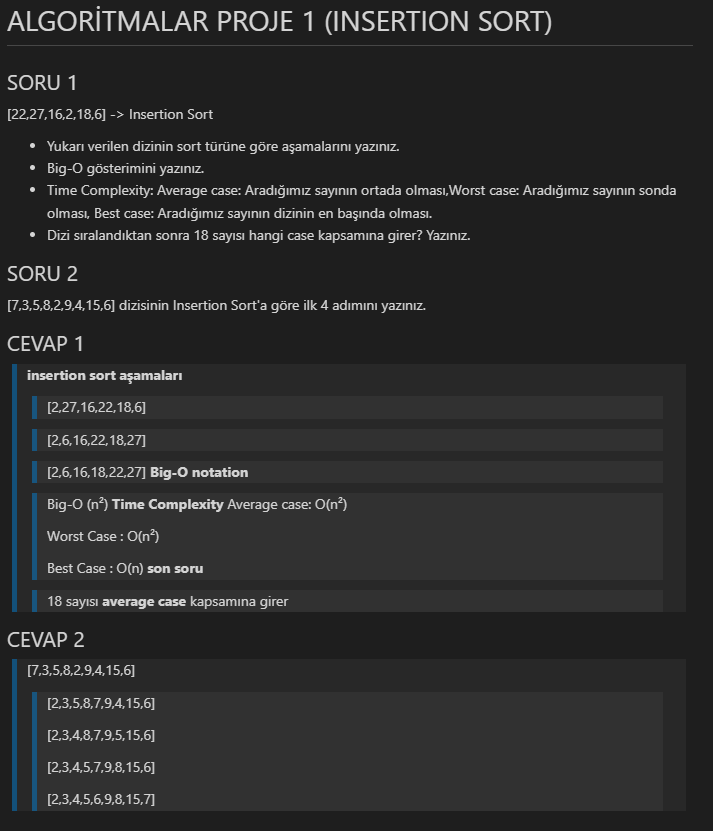 ALGORİTMALAR PROJE 1 (INSERTION SORT)
SORU 1
[22,27,16,2,18,6] -> Insertion Sort
• Yukarı verilen dizinin sort türüne göre aşamalarını yazınız.
• Big-O gösterimini yazınız.
• Time Complexity: Average case: Aradığımız sayının ortada olması,Worst case: Aradığımız sayının sonda
olması, Best case: Aradığımız sayının dizinin en başında olması.
• Dizi sıralandıktan sonra 18 sayısı hangi case kapsamına girer? Yazınız.
SORU 2
[7,3,5,8,2,9,4,15,6] dizisinin Insertion Sort'a göre ilk 4 adımını yazınız.
CEVAP 1
insertion sort aşamaları
[2,27,16,22,18,6]
[2,6,16,22,18,27]
[2,6,16,18,22,27] Big-O notation
Big-O (n²) Time Complexity Average case: O(n²)
Worst Case : O(n²)
Best Case : O(n) son soru
18 sayısı average case kapsamına girer
CEVAP 2
[7,3,5,8,2,9,4,15,6]
[2,3,5,8,7,9,4,15,6]
[2,3,4,8,7,9,5,15,6]
[2,3,4,5,7,9,8,15,6]
[2,3,4,5,6,9,8,15,7]